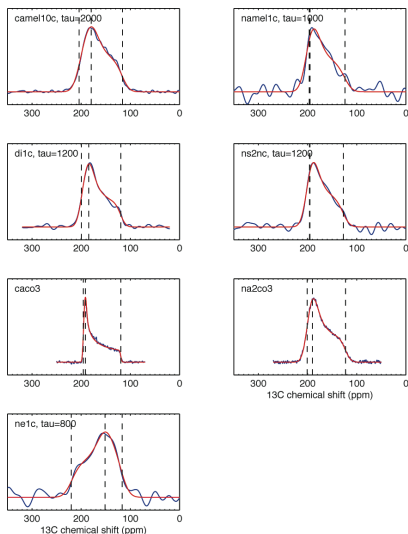 camel10c, tau=2000
300 200 100 0
namel1c, tau=1000
300 200 100 0
di1c, tau=1200
300 200 100 0
ns2nc, tau=1200
300 200 100 0
caco3
300 200 100 0
na2co3
300 200 100 0
13C chemical shift (ppm)
ne1c, tau=800
300 200 100 0
13C chemical shift (ppm)